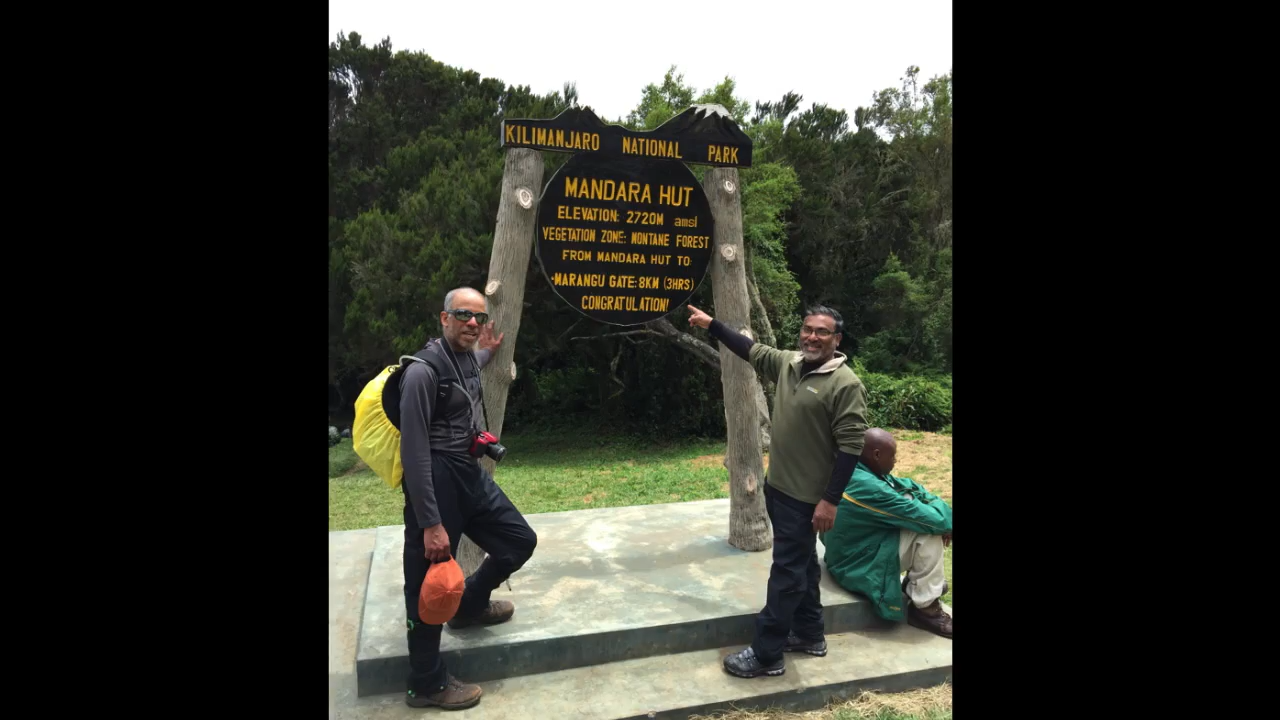 KILIMANJARO NATIONAL PARK
MANDARA HUT
ELEVATION: 2720M amsl
VEGETATION ZONE: MONTANE FOREST
FROM MANDARA HUT TO
MARANGU GATE: 8KM (3HRS)
CONGRATULATION!